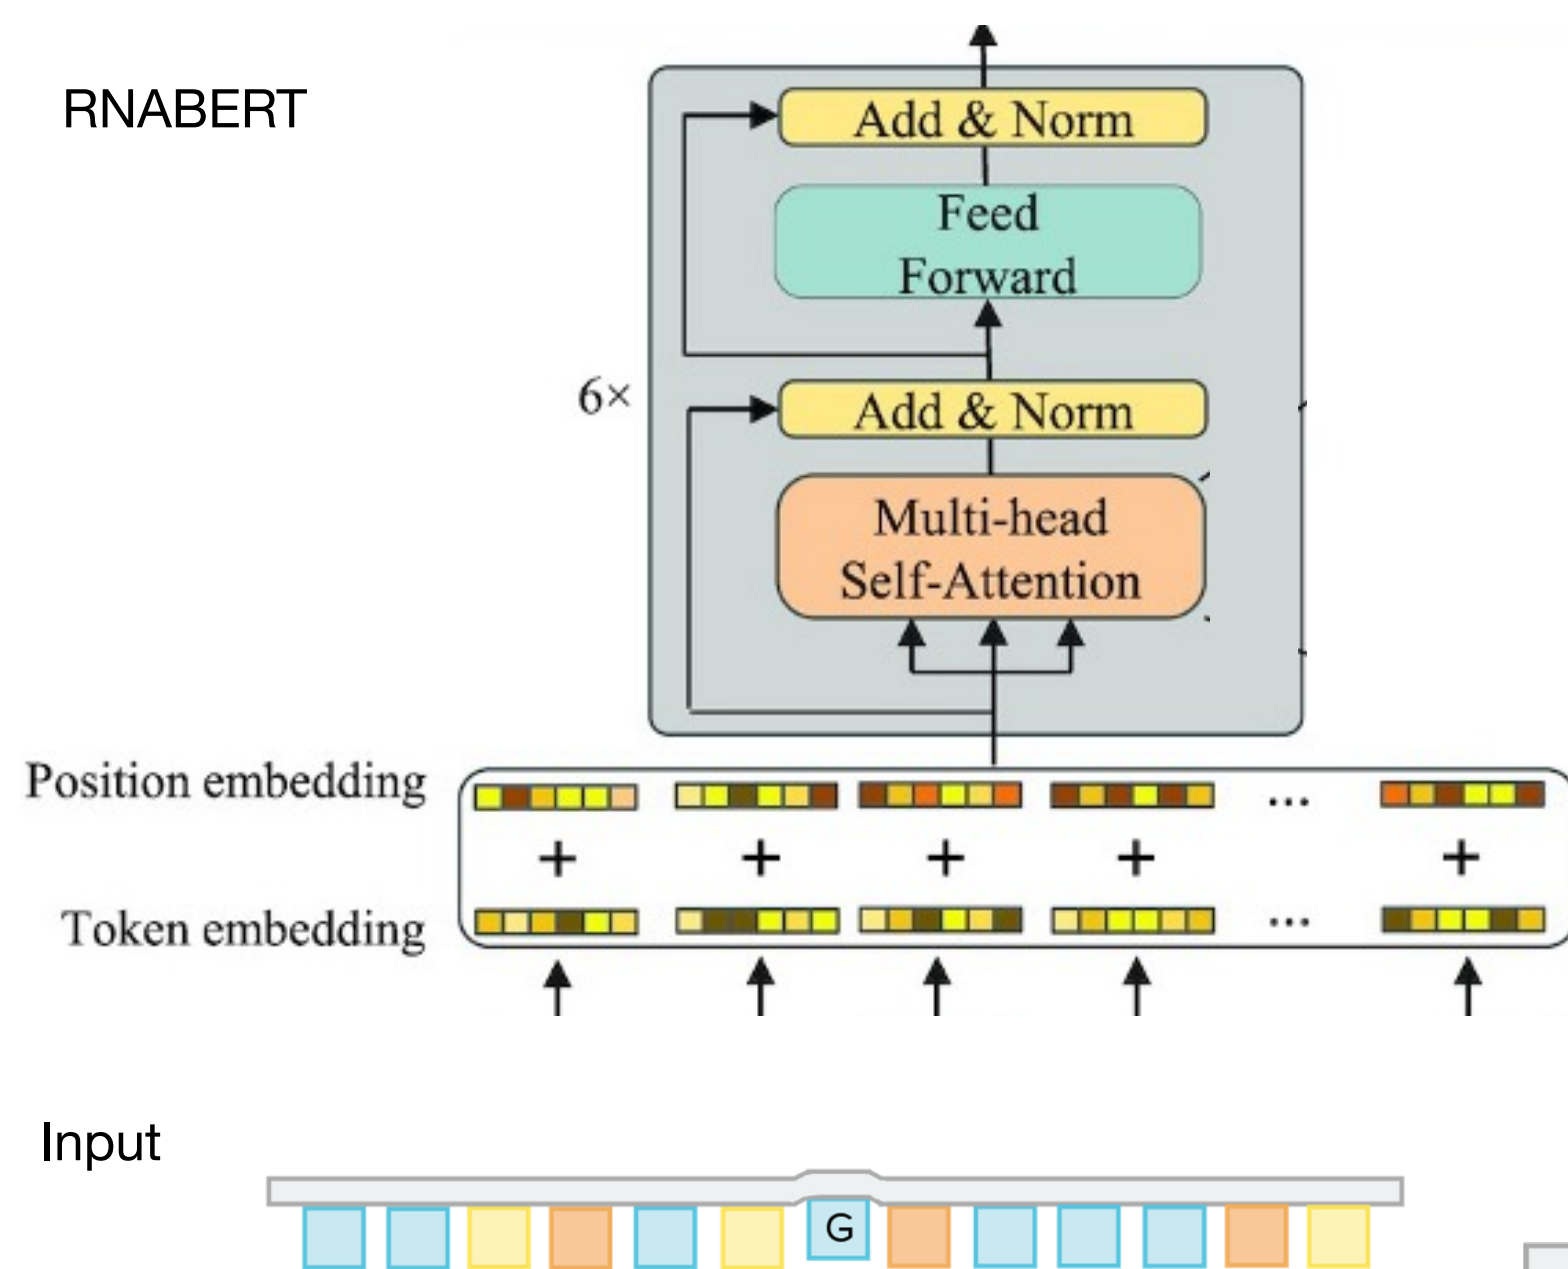 RNABERT
Add & Norm
Feed
Forward
6×
Add & Norm
Multi-head
Self-Attention
Position embedding
+ + + + ... +
Token embedding
...
Input
G